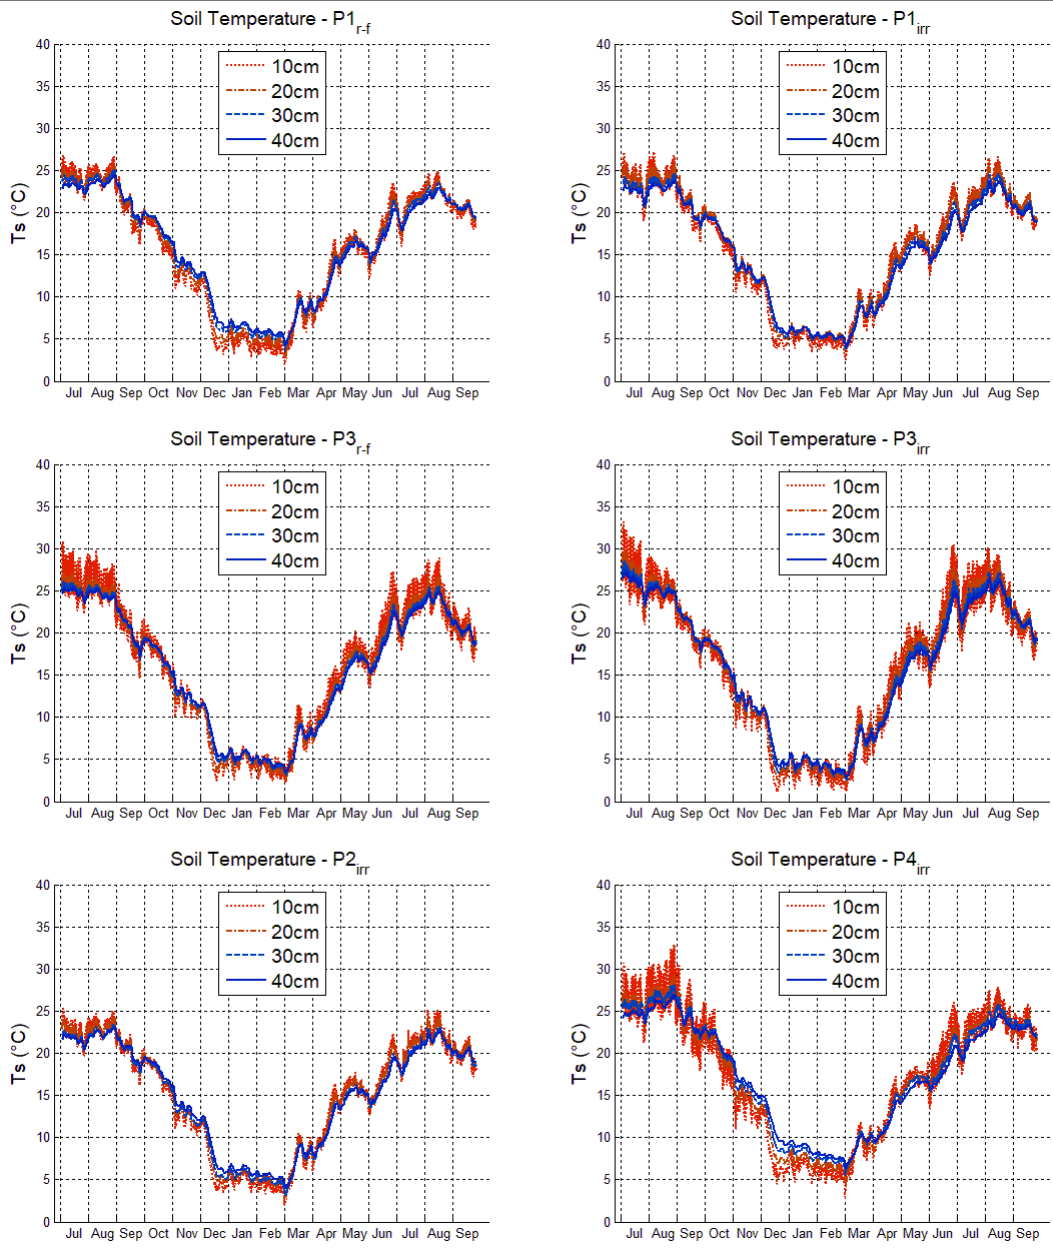 Soil Temperature - P1r-f
40
35
30
25
20
15
10
5
0
Ts (°C)
10cm
20cm
30cm
40cm
Jul Aug Sep Oct Nov Dec Jan Feb Mar Apr May Jun Jul Aug Sep
Soil Temperature - P1irr
40
35
30
25
20
15
10
5
0
Ts (°C)
10cm
20cm
30cm
40cm
Jul Aug Sep Oct Nov Dec Jan Feb Mar Apr May Jun Jul Aug Sep
Soil Temperature - P3r-f
40
35
30
25
20
15
10
5
0
Ts (°C)
10cm
20cm
30cm
40cm
Jul Aug Sep Oct Nov Dec Jan Feb Mar Apr May Jun Jul Aug Sep
Soil Temperature - P3irr
40
35
30
25
20
15
10
5
0
Ts (°C)
10cm
20cm
30cm
40cm
Jul Aug Sep Oct Nov Dec Jan Feb Mar Apr May Jun Jul Aug Sep
Soil Temperature - P2irr
40
35
30
25
20
15
10
5
0
Ts (°C)
10cm
20cm
30cm
40cm
Jul Aug Sep Oct Nov Dec Jan Feb Mar Apr May Jun Jul Aug Sep
Soil Temperature - P4irr
40
35
30
25
20
15
10
5
0
Ts (°C)
10cm
20cm
30cm
40cm
Jul Aug Sep Oct Nov Dec Jan Feb Mar Apr May Jun Jul Aug Sep